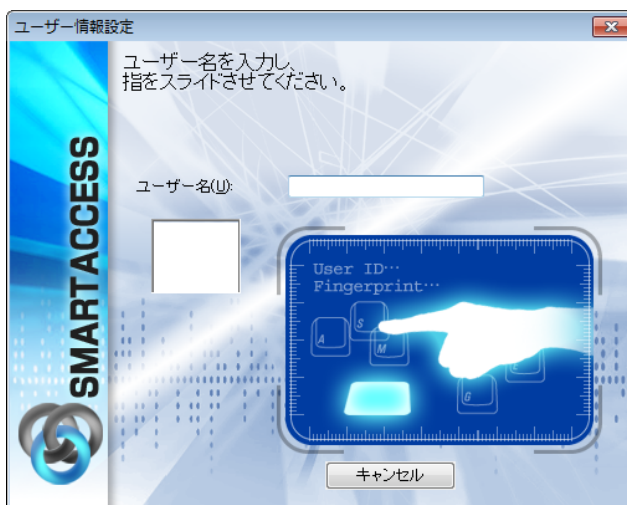 ユーザー情報設定
ユーザー名を入力し、
指をスライドさせてください。
SMARTACCESS
ユーザー名(U):
User ID…
Fingerprint…
S
A
M
E
G
キャンセル